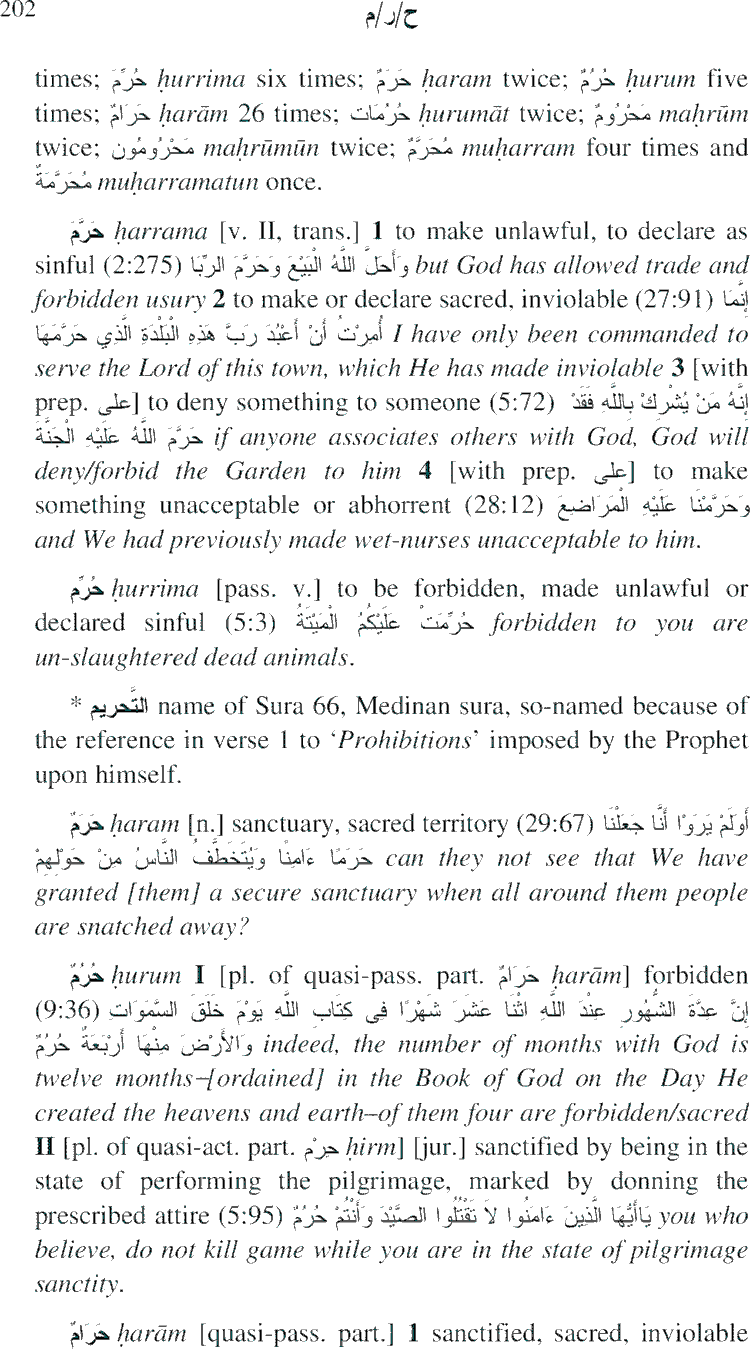 202 ح/ر/م
times; حُرِّمَ ḥurrima six times; حَرَمٌ ḥaram twice; حُرُمٌ ḥurum five
times; حَرَامٌ ḥarām 26 times; حُرُمَات ḥurumāt twice; مَحْرُومٌ maḥrūm
twice; مَحْرُومُون maḥrūmūn twice; مُحَرَّمٌ muḥarram four times and
مُحَرَّمَةٌ muḥarramatun once.
حَرَّمَ ḥarrama [v. II, trans.] 1 to make unlawful, to declare as
sinful (2:275) وَأَحَلَّ اللَّهُ الْبَيْعَ وَحَرَّمَ الرِّبَا but God has allowed trade and
forbidden usury 2 to make or declare sacred, inviolable (27:91) إِنَّمَا
أُمِرْتُ أَنْ أَعْبُدَ رَبَّ هَذِهِ الْبَلْدَةِ الَّذِي حَرَّمَهَا I have only been commanded to
serve the Lord of this town, which He has made inviolable 3 [with
prep. على] to deny something to someone (5:72) إِنَّهُ مَنْ يُشْرِكْ بِاللَّهِ فَقَدْ
حَرَّمَ اللَّهُ عَلَيْهِ الْجَنَّةَ if anyone associates others with God, God will
deny/forbid the Garden to him 4 [with prep. على] to make
something unacceptable or abhorrent (28:12) وَحَرَّمْنَا عَلَيْهِ الْمَرَاضِعَ
and We had previously made wet-nurses unacceptable to him.
حُرِّم ḥurrima [pass. v.] to be forbidden, made unlawful or
declared sinful (5:3) حُرِّمَتْ عَلَيْكُمُ الْمَيْتَةُ forbidden to you are
un-slaughtered dead animals.
* التَّحريم name of Sura 66, Medinan sura, so-named because of
the reference in verse 1 to ‘Prohibitions’ imposed by the Prophet
upon himself.
حَرَمٌ ḥaram [n.] sanctuary, sacred territory (29:67) أَوَلَمْ يَرَوْا أَنَّا جَعَلْنَا
حَرَمًا ءَامِنًا وَيُتَخَطَّفُ النَّاسُ مِنْ حَوْلِهِمْ can they not see that We have
granted [them] a secure sanctuary when all around them people
are snatched away?
حُرُمٌ ḥurum I [pl. of quasi-pass. part. حَرَامٌ ḥarām] forbidden
(9:36) إِنَّ عِدَّةَ الشُّهُورِ عِنْدَ اللَّهِ اثْنَا عَشَرَ شَهْرًا فِي كِتَابِ اللَّهِ يَوْمَ خَلَقَ السَّمَوَاتِ
وَالأَرْضَ مِنْهَا أَرْبَعَةٌ حُرُمٌ indeed, the number of months with God is
twelve months–[ordained] in the Book of God on the Day He
created the heavens and earth–of them four are forbidden/sacred
II [pl. of quasi-act. part. حِرْم ḥirm] [jur.] sanctified by being in the
state of performing the pilgrimage, marked by donning the
prescribed attire (5:95) يَاأَيُّهَا الَّذِينَ ءَامَنُوا لاَ تَقْتُلُوا الصَّيْدَ وَأَنْتُمْ حُرُمٌ you who
believe, do not kill game while you are in the state of pilgrimage
sanctity.
حَرَامٌ ḥarām [quasi-pass. part.] 1 sanctified, sacred, inviolable